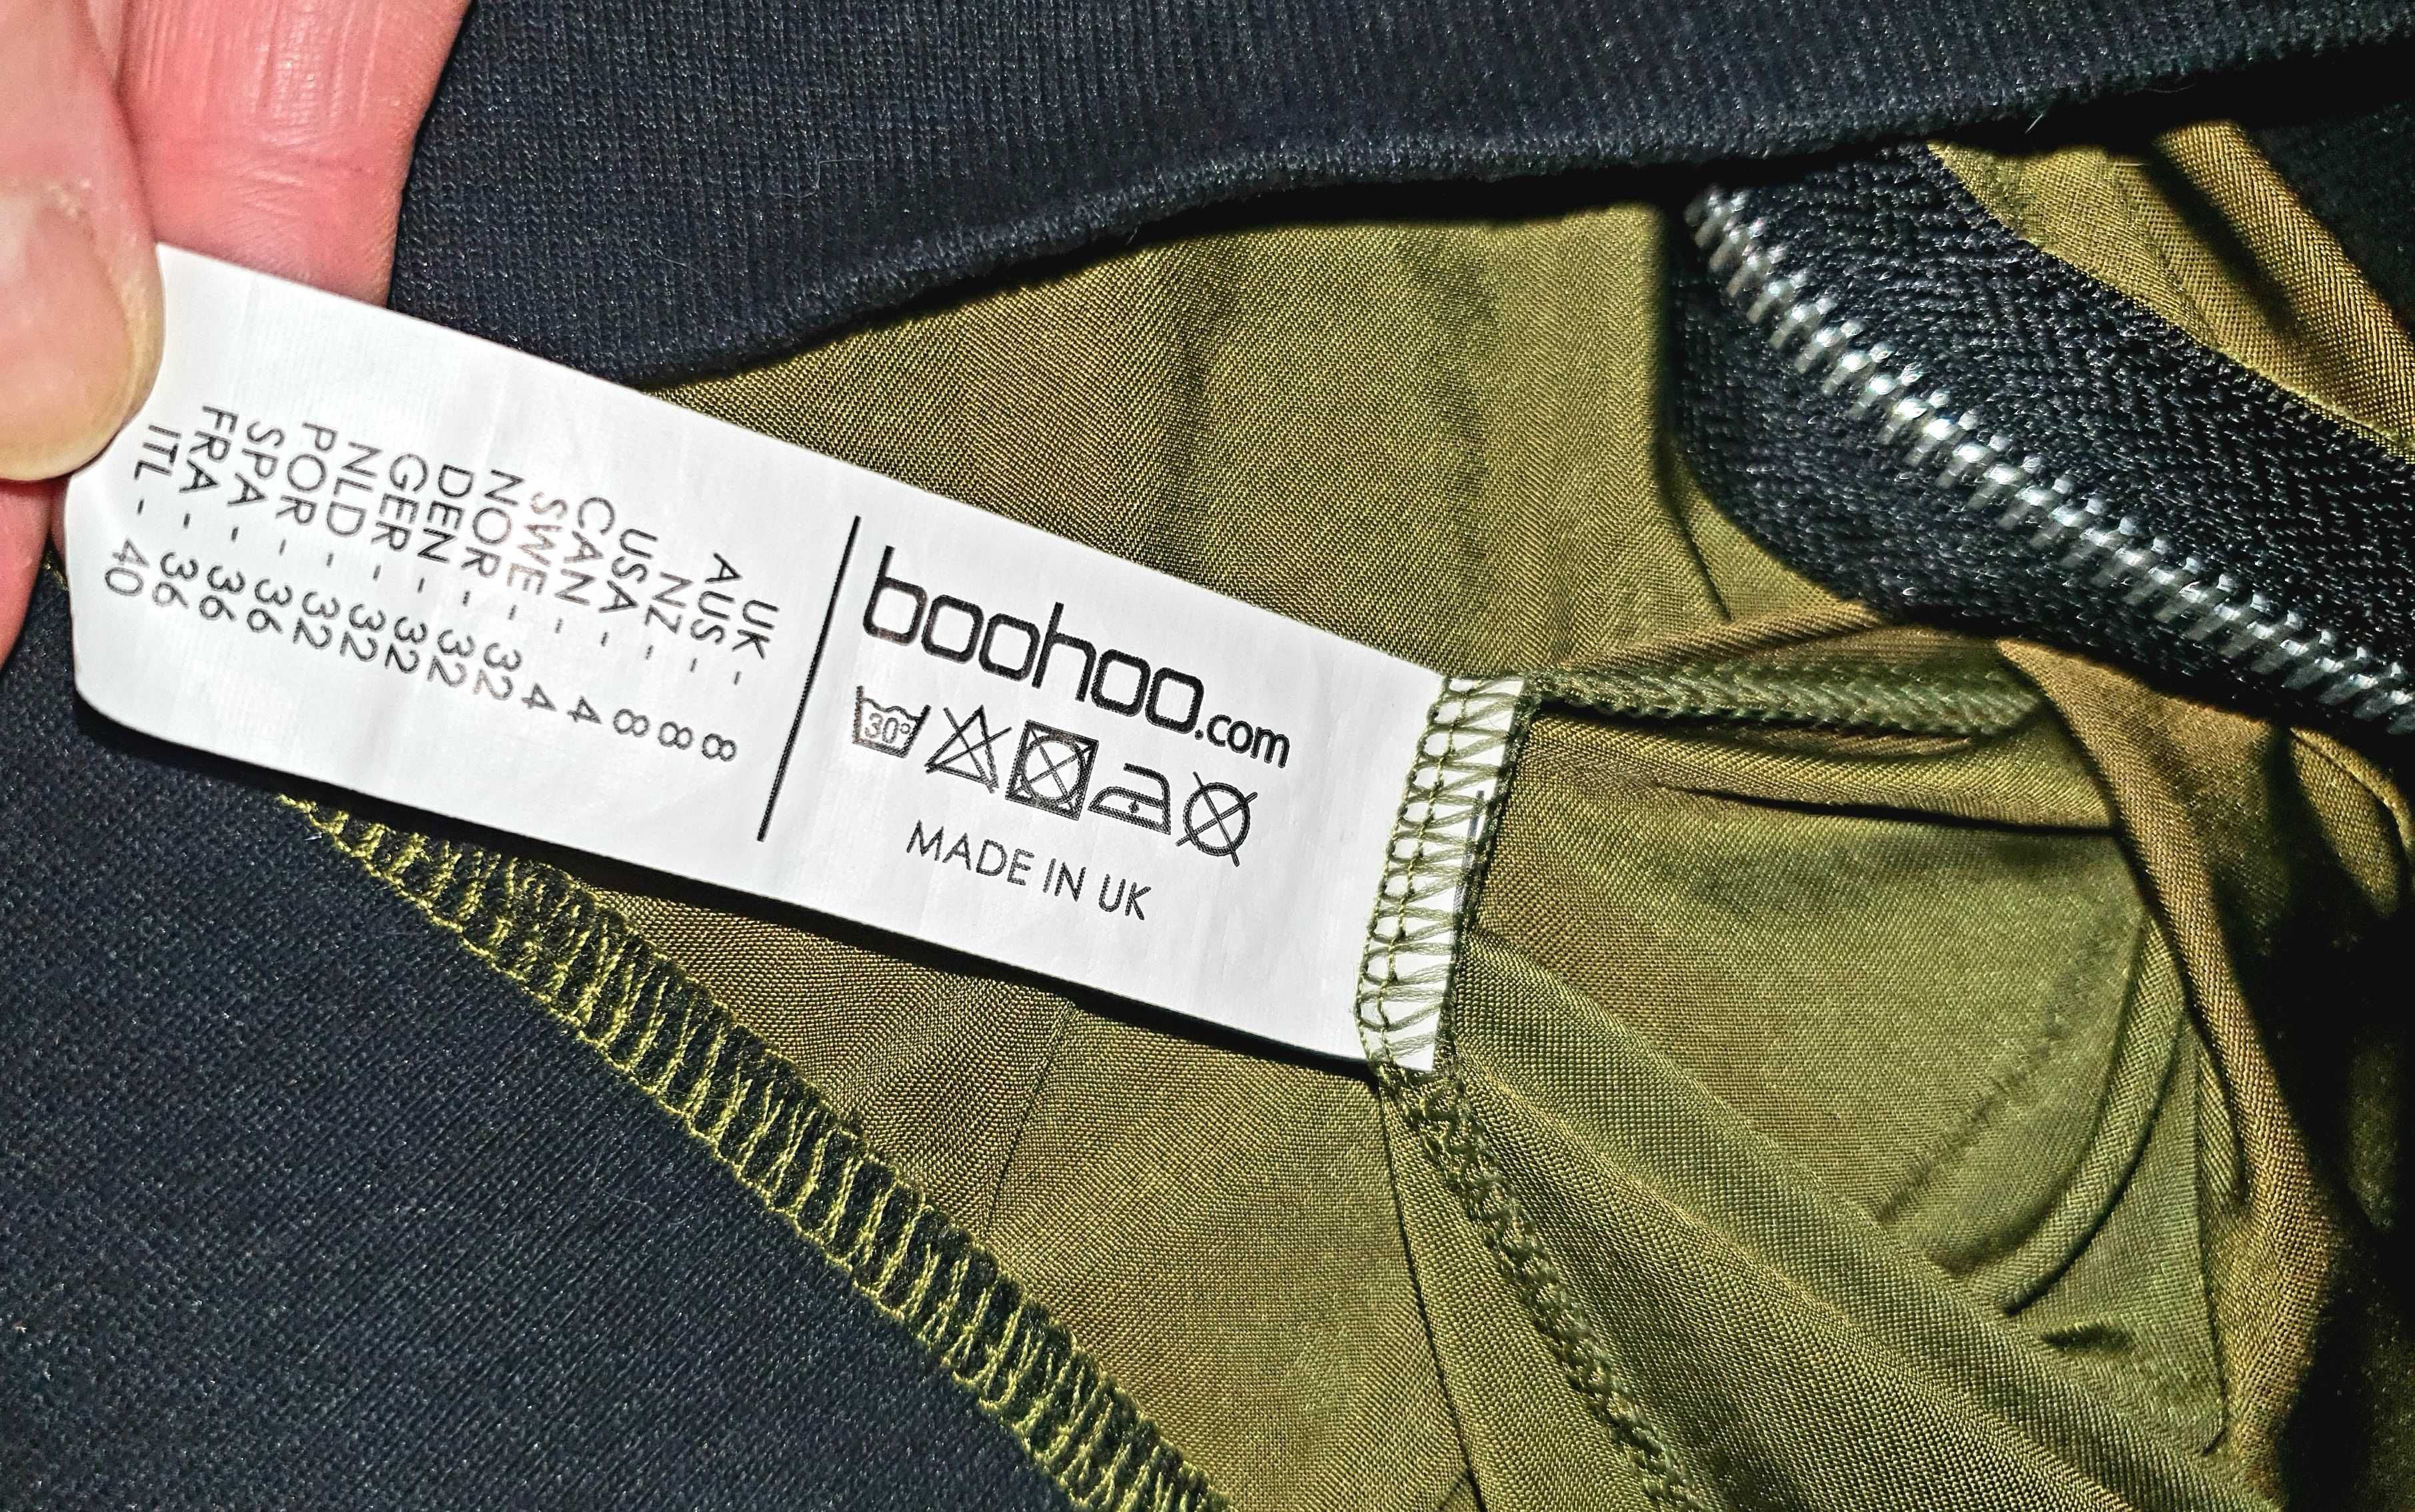 boohoo.com
30°
MADE IN UK
UK - 8
AUS - 8
NZ - 8
USA - 4
CAN - 4
SWE - 32
NOR - 32
DEN - 32
GER - 32
NLD - 32
POR - 36
SPA - 36
FRA - 36
ITL - 40